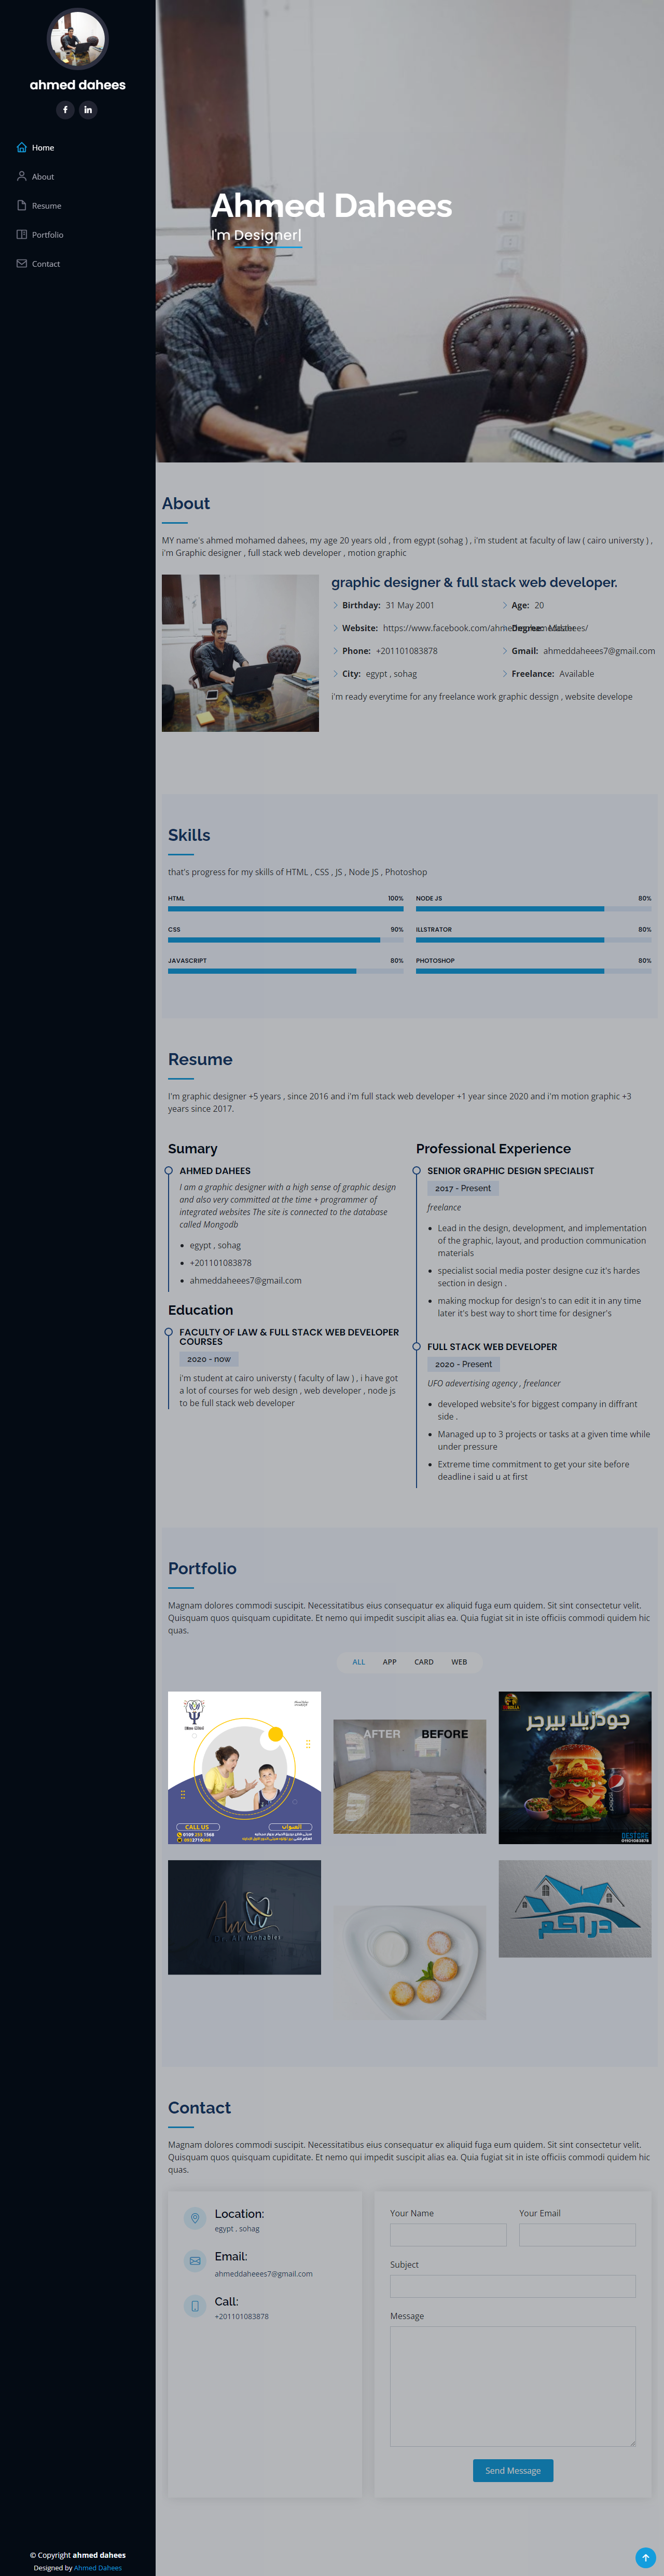 ahmed dahees
Home
About
Resume
Portfolio
Contact
Ahmed Dahees
I'm Designer|
About
MY name's ahmed mohamed dahees, my age 20 years old , from egypt (sohag ) , i'm student at faculty of law ( cairo universty ) ,
i'm Graphic designer , full stack web developer , motion graphic
graphic designer & full stack web developer.
Birthday: 31 May 2001
Age: 20
Website:
Degree: Master
Phone: +201101083878
Gmail: ahmeddaheees7@gmail.com
City: egypt , sohag
Freelance: Available
i'm ready everytime for any freelance work graphic dessign , website develope
Skills
that's progress for my skills of HTML , CSS , JS , Node JS , Photoshop
HTML 100%
NODE JS 80%
CSS 90%
ILLSTRATOR 80%
JAVASCRIPT 80%
PHOTOSHOP 80%
Resume
I'm graphic designer +5 years , since 2016 and i'm full stack web developer +1 year since 2020 and i'm motion graphic +3
years since 2017.
Sumary
AHMED DAHEES
I am a graphic designer with a high sense of graphic design
and also very committed at the time + programmer of
integrated websites The site is connected to the database
called Mongodb
egypt , sohag
+201101083878
ahmeddaheees7@gmail.com
Education
FACULTY OF LAW & FULL STACK WEB DEVELOPER
COURSES
2020 - now
i'm student at cairo universty ( faculty of law ) , i have got
a lot of courses for web design , web developer , node js
to be full stack web developer
Professional Experience
SENIOR GRAPHIC DESIGN SPECIALIST
2017 - Present
freelance
Lead in the design, development, and implementation
of the graphic, layout, and production communication
materials
specialist social media poster designe cuz it's hardes
section in design .
making mockup for design's to can edit it in any time
later it's best way to short time for designer's
FULL STACK WEB DEVELOPER
2020 - Present
UFO adevertising agency , freelancer
developed website's for biggest company in diffrant
side .
Managed up to 3 projects or tasks at a given time while
under pressure
Extreme time commitment to get your site before
deadline i said u at first
Portfolio
Magnam dolores commodi suscipit. Necessitatibus eius consequatur ex aliquid fuga eum quidem. Sit sint consectetur velit.
Quisquam quos quisquam cupiditate. Et nemo qui impedit suscipit alias ea. Quia fugiat sit in iste officiis commodi quidem hic
quas.
ALL APP CARD WEB
CALL US
AFTER BEFORE
جودزيلا بيرجر
pepsi
دراكم
Contact
Magnam dolores commodi suscipit. Necessitatibus eius consequatur ex aliquid fuga eum quidem. Sit sint consectetur velit.
Quisquam quos quisquam cupiditate. Et nemo qui impedit suscipit alias ea. Quia fugiat sit in iste officiis commodi quidem hic
quas.
Location:
egypt , sohag
Email:
ahmeddaheees7@gmail.com
Call:
+201101083878
Your Name
Your Email
Subject
Message
Send Message
© Copyright ahmed dahees
Designed by Ahmed Dahees